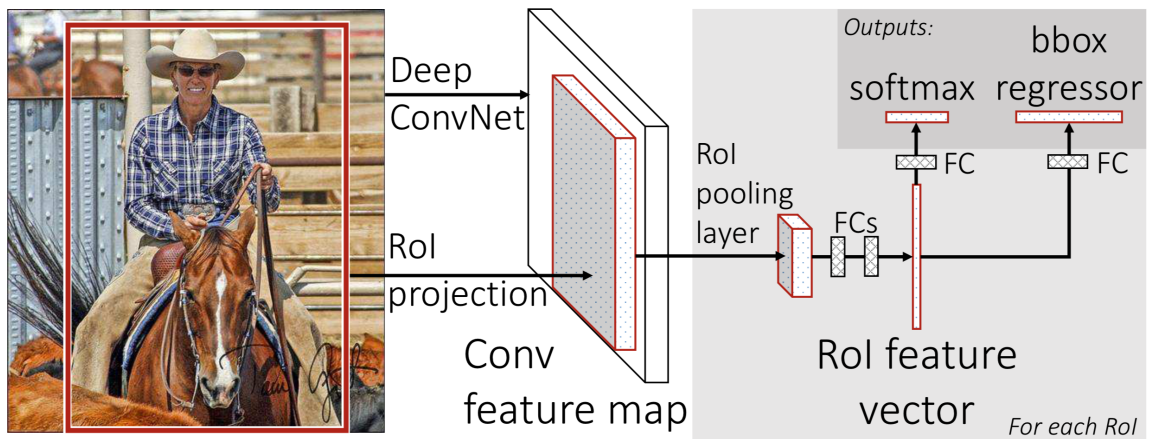 Deep
ConvNet
RoI
projection
Conv
feature map
RoI
pooling
layer
FCs
RoI feature
vector
Outputs:
softmax
bbox
regressor
FC
FC
For each RoI